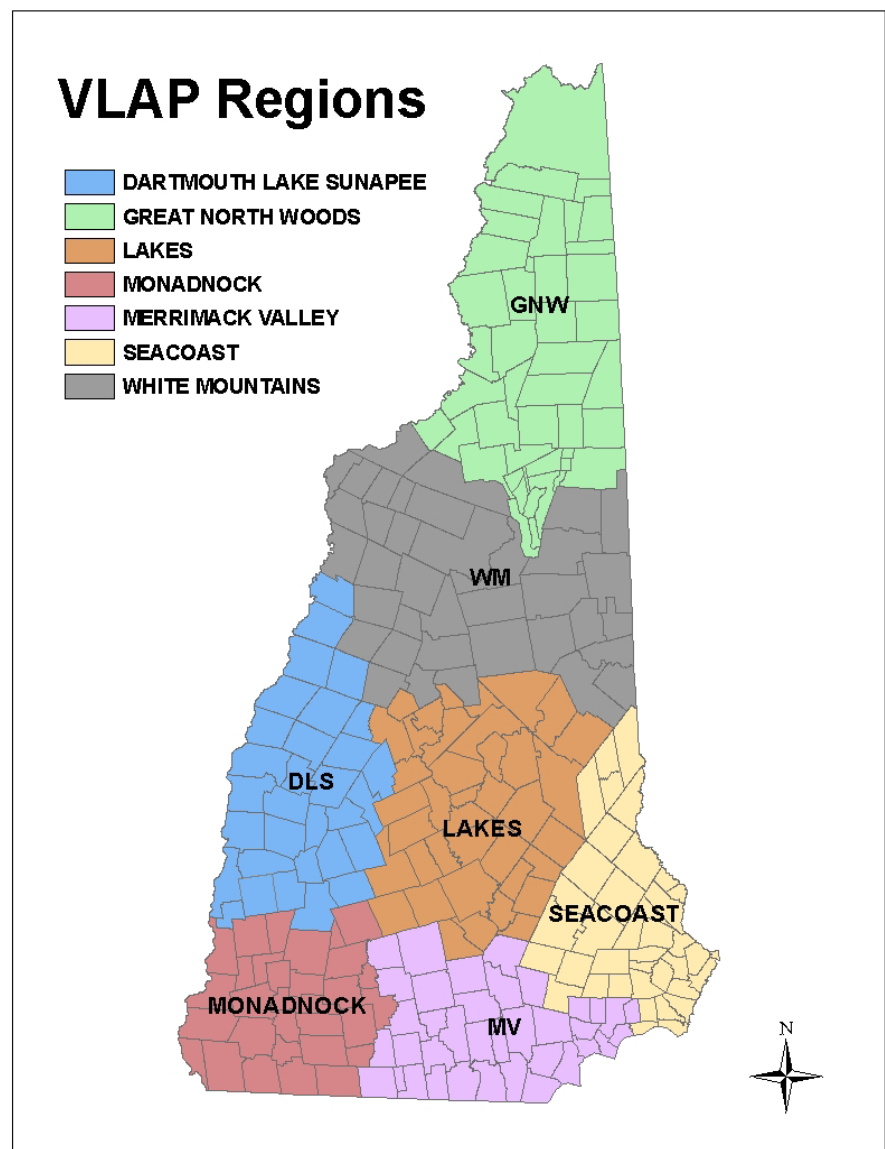 VLAP Regions
DARTMOUTH LAKE SUNAPEE
GREAT NORTH WOODS
LAKES
MONADNOCK
MERRIMACK VALLEY
SEACOAST
WHITE MOUNTAINS
GNW
WM
DLS
LAKES
SEACOAST
MONADNOCK
MV
N